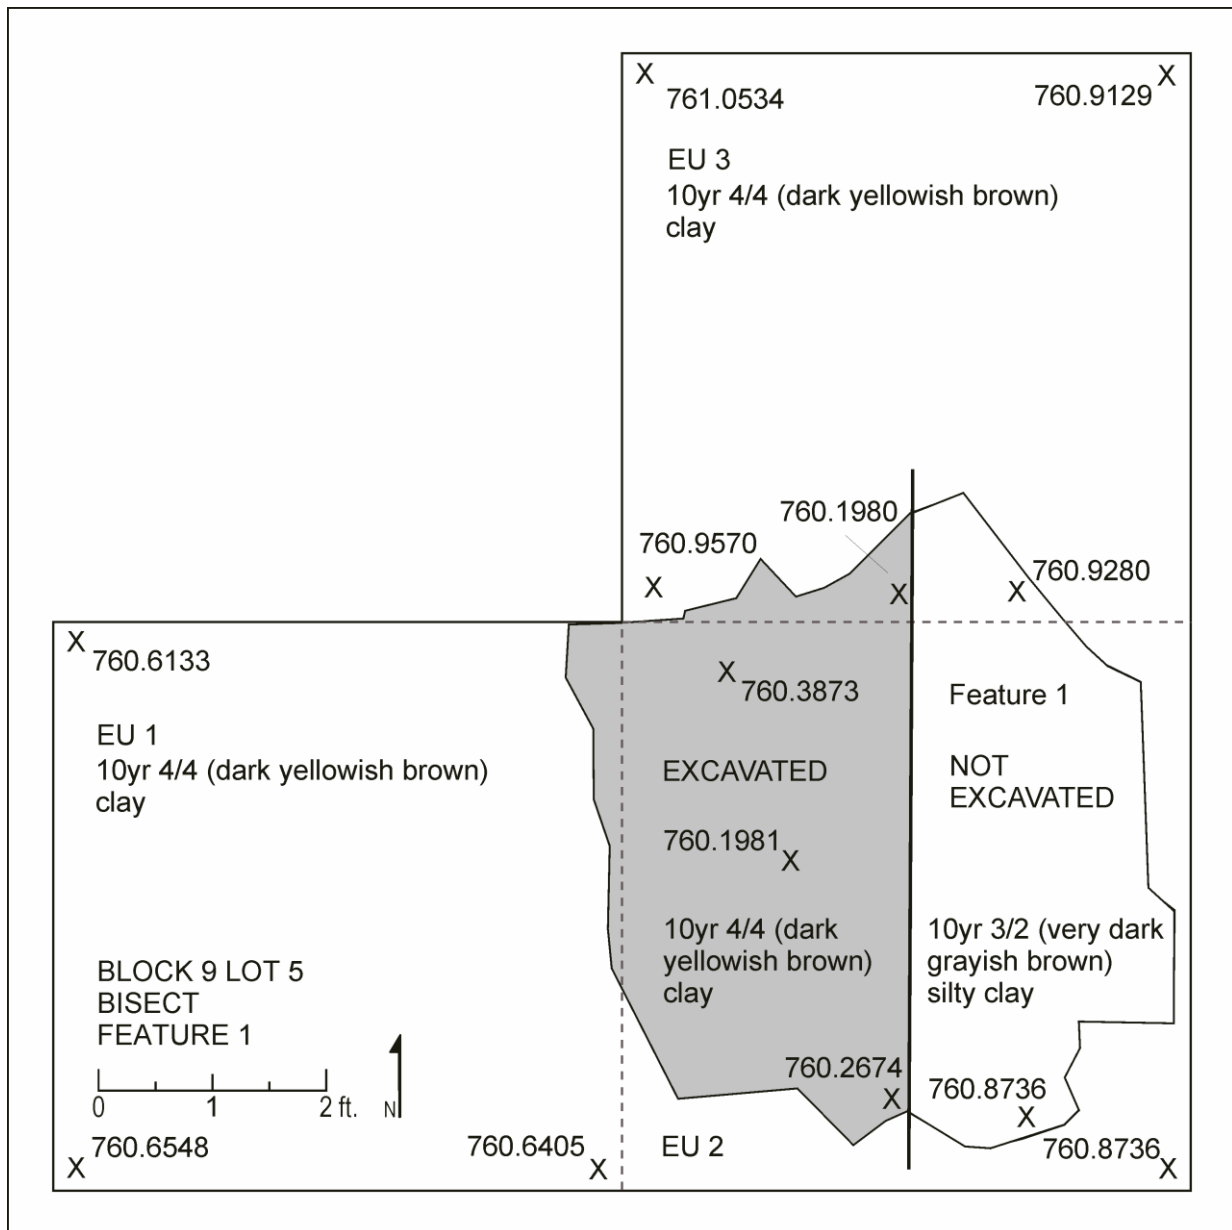 X X
761.0534 760.9129
EU 3
10yr 4/4 (dark yellowish brown)
clay
760.1980
760.9570
X X X 760.9280
X
760.6133
X
760.3873
Feature 1
EU 1
10yr 4/4 (dark yellowish brown)
clay
EXCAVATED
NOT
EXCAVATED
760.1981 X
10yr 4/4 (dark
yellowish brown)
clay
10yr 3/2 (very dark
grayish brown)
silty clay
BLOCK 9 LOT 5
BISECT
FEATURE 1
0 1 2 ft.
N
760.2674
X
760.8736
X
X 760.6548
760.6405 X
EU 2
760.8736 X